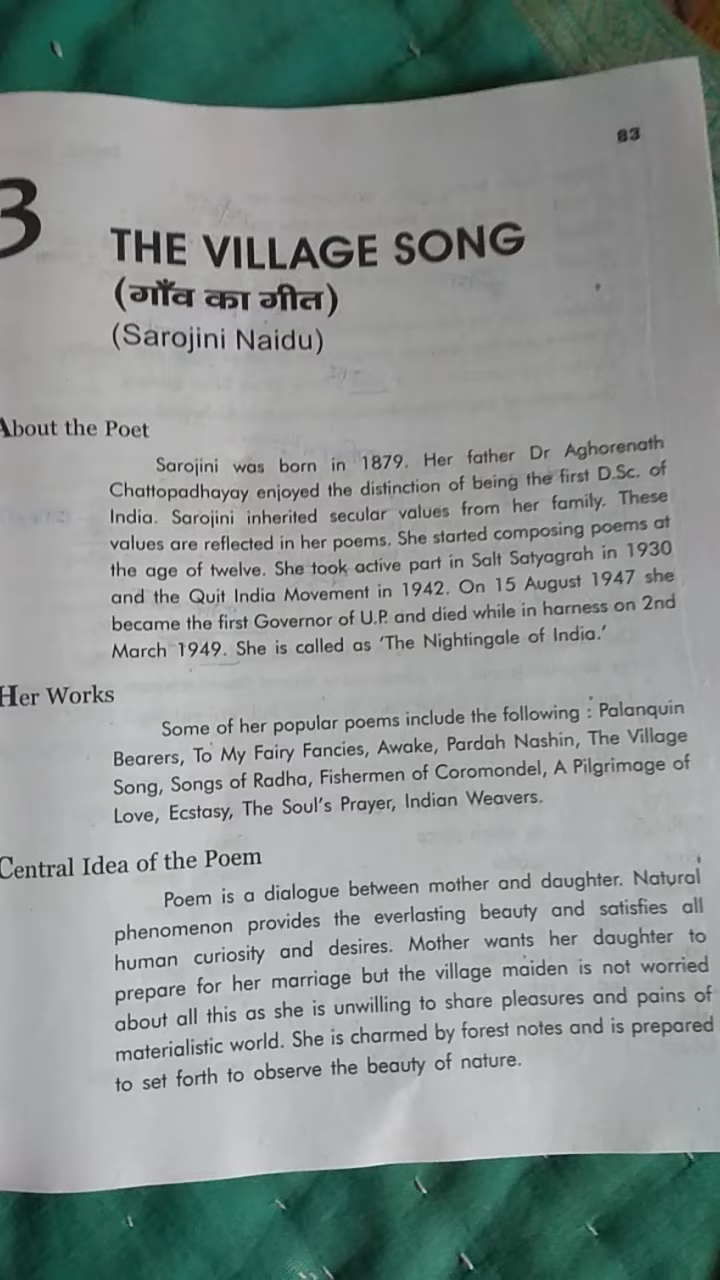 83
3
THE VILLAGE SONG
(गाँव का गीत)
(Sarojini Naidu)
About the Poet
Sarojini was born in 1879. Her father Dr Aghorenath
Chattopadhayay enjoyed the distinction of being the first D.Sc. of
India. Sarojini inherited secular values from her family. These
values are reflected in her poems. She started composing poems at
the age of twelve. She took active part in Salt Satyagrah in 1930
and the Quit India Movement in 1942. On 15 August 1947 she
became the first Governor of U.P. and died while in harness on 2nd
March 1949. She is called as 'The Nightingale of India.'
Her Works
Some of her popular poems include the following : Palanquin
Bearers, To My Fairy Fancies, Awake, Pardah Nashin, The Village
Song, Songs of Radha, Fishermen of Coromondel, A Pilgrimage of
Love, Ecstasy, The Soul's Prayer, Indian Weavers.
Central Idea of the Poem
Poem is a dialogue between mother and daughter. Natural
phenomenon provides the everlasting beauty and satisfies all
human curiosity and desires. Mother wants her daughter to
prepare for her marriage but the village maiden is not worried
about all this as she is unwilling to share pleasures and pains of
materialistic world. She is charmed by forest notes and is prepared
to set forth to observe the beauty of nature.